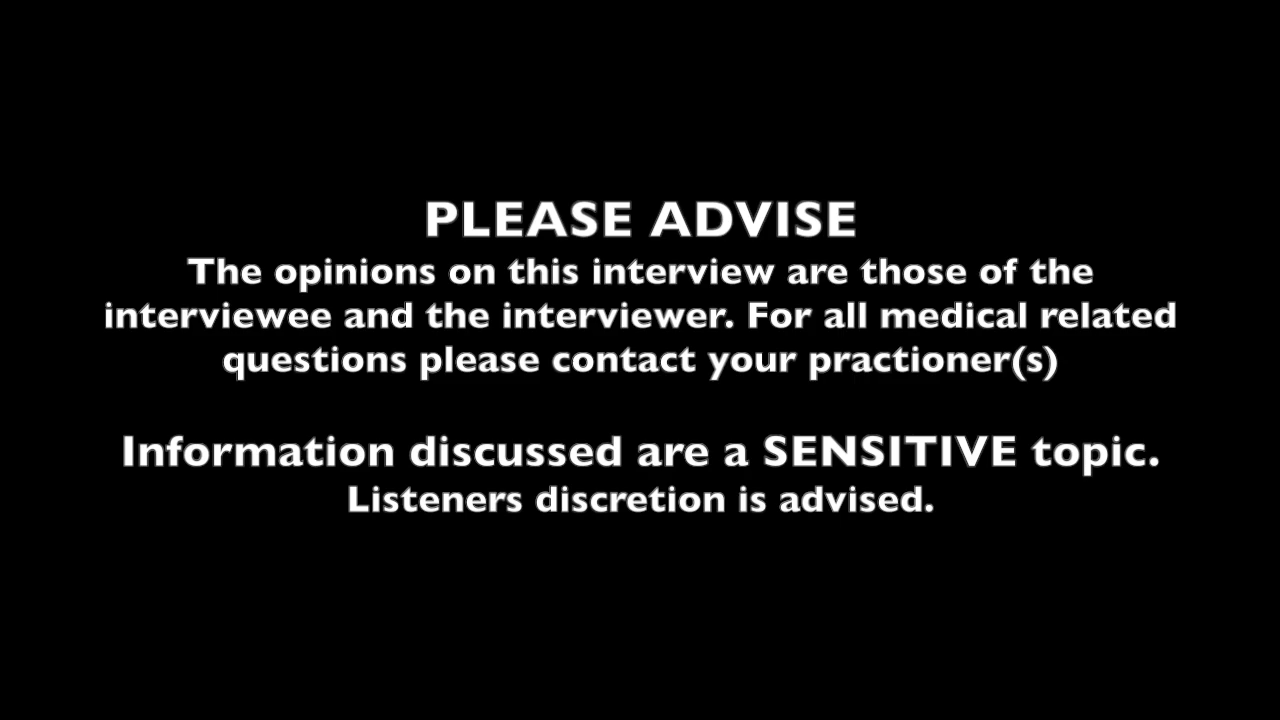 PLEASE ADVISE
The opinions on this interview are those of the
interviewee and the interviewer. For all medical related
questions please contact your practioner(s)
Information discussed are a SENSITIVE topic.
Listeners discretion is advised.